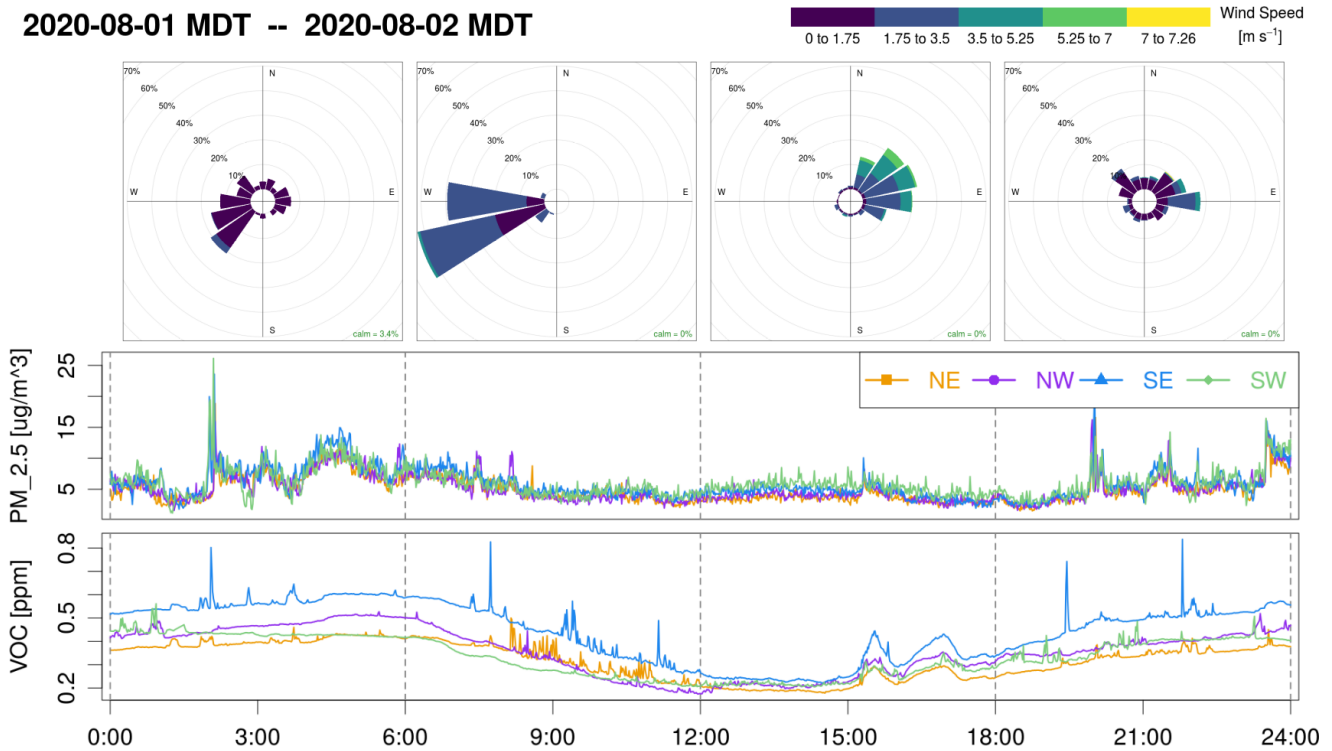 2020-08-01 MDT -- 2020-08-02 MDT
Wind Speed
[m s⁻¹]
0 to 1.75 1.75 to 3.5 3.5 to 5.25 5.25 to 7 7 to 7.26
70% 60% 50% 40% 30% 20% 10% N W E S calm = 3.4%
70% 60% 50% 40% 30% 20% 10% N W E S calm = 0%
70% 60% 50% 40% 30% 20% 10% N W E S calm = 0%
70% 60% 50% 40% 30% 20% 10% N W E S calm = 0%
PM_2.5 [ug/m^3]
25
15
5
NE NW SE SW
VOC [ppm]
0.8
0.5
0.2
0:00 3:00 6:00 9:00 12:00 15:00 18:00 21:00 24:00